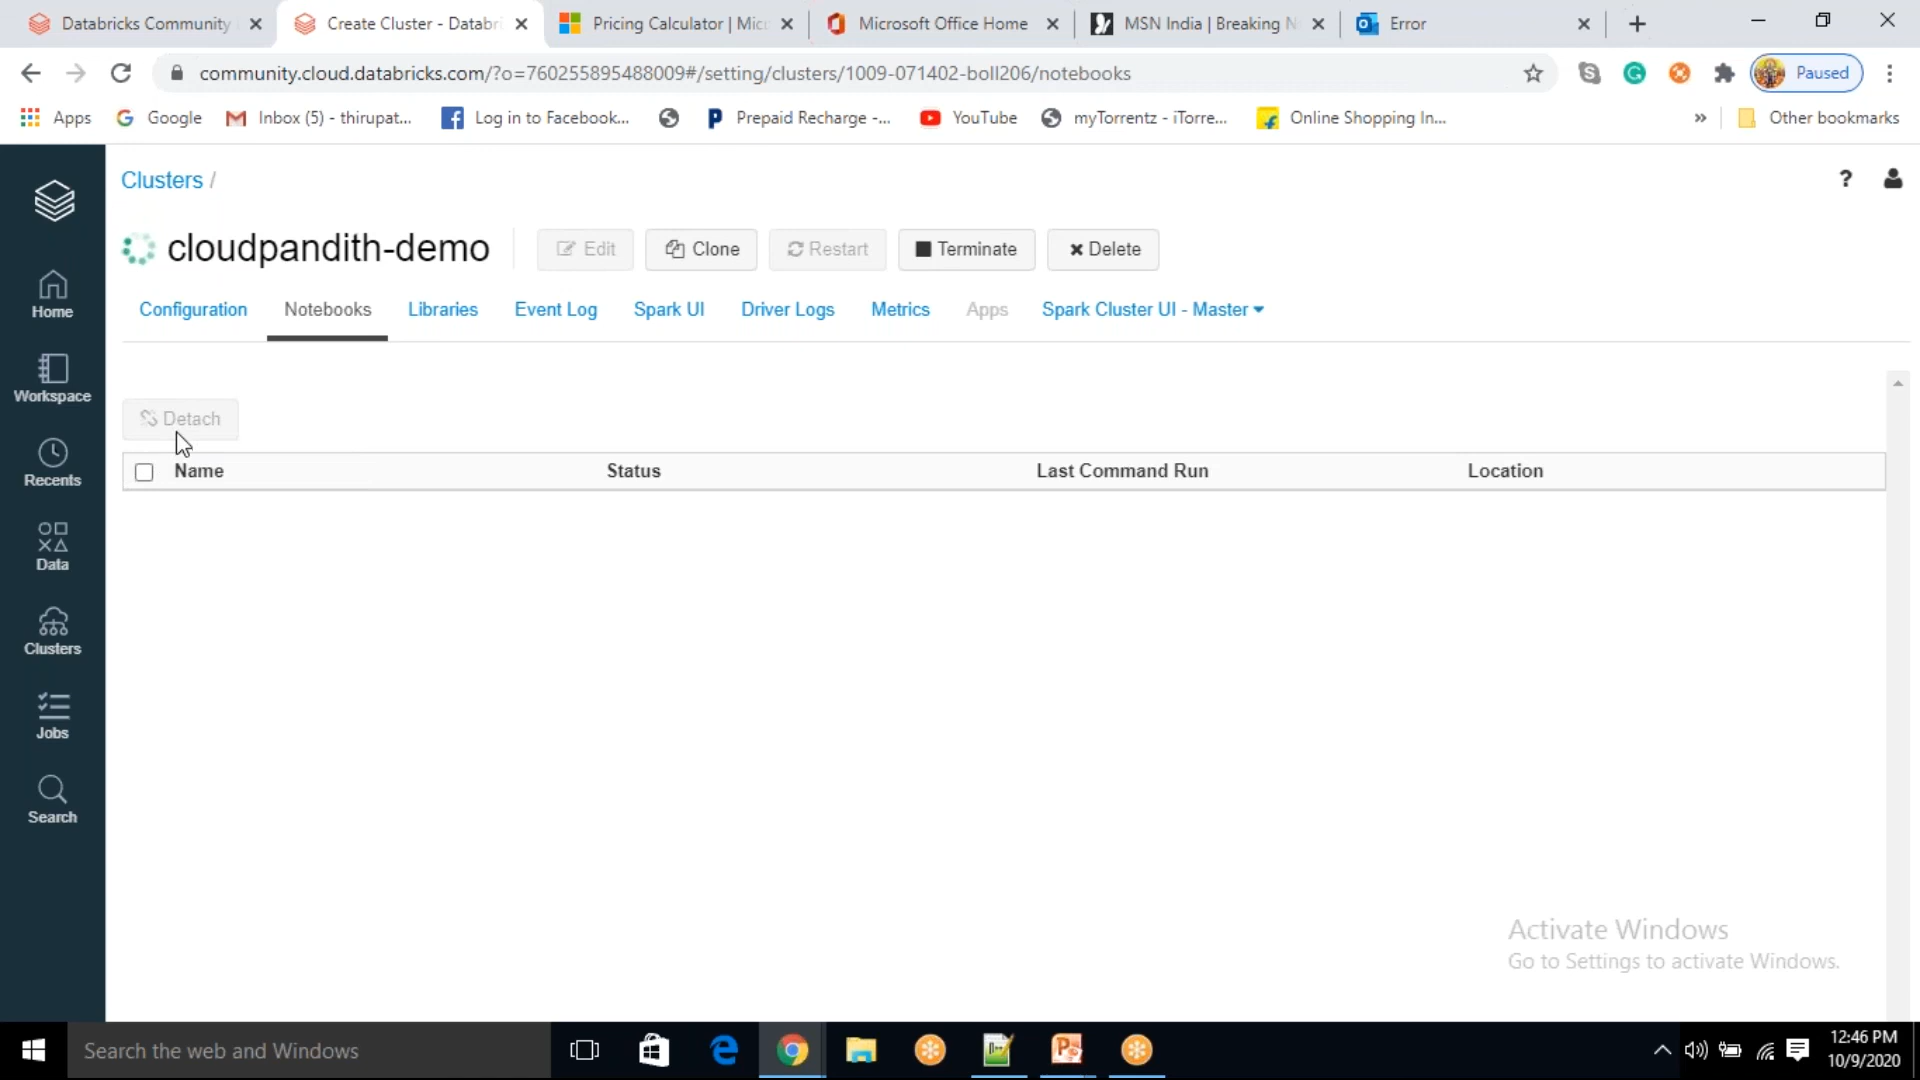 Databricks Community
Create Cluster - Databri
Pricing Calculator | Mic
Microsoft Office Home
MSN India | Breaking N
Error
community.cloud.databricks.com/?o=760255895488009#/setting/clusters/1009-071402-boll206/notebooks
Paused
Apps
Google
Inbox (5) - thirupat...
Log in to Facebook...
Prepaid Recharge -...
YouTube
myTorrentz - iTorre...
Online Shopping In...
»
Other bookmarks
Clusters /
?
cloudpandith-demo
Edit
Clone
Restart
Terminate
Delete
Configuration
Notebooks
Libraries
Event Log
Spark UI
Driver Logs
Metrics
Apps
Spark Cluster UI - Master
Home
Workspace
Recents
Data
Clusters
Jobs
Search
Detach
Name
Status
Last Command Run
Location
Activate Windows
Go to Settings to activate Windows.
Search the web and Windows
12:46 PM
10/9/2020